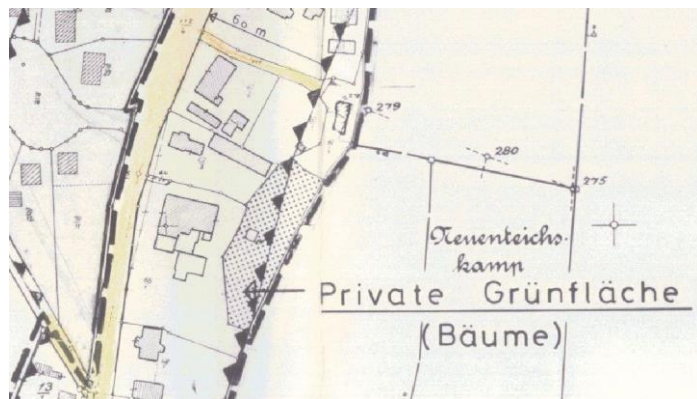 60 m
279
280
275
Neuenteichs-
kamp
Private Grünfläche
(Bäume)
13